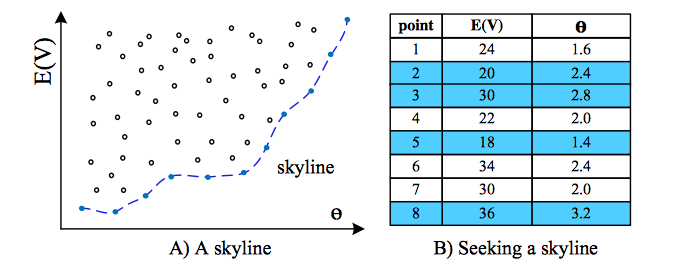 E(V)
skyline
ɵ
A) A skyline
point E(V) ɵ
1 24 1.6
2 20 2.4
3 30 2.8
4 22 2.0
5 18 1.4
6 34 2.4
7 30 2.0
8 36 3.2
B) Seeking a skyline